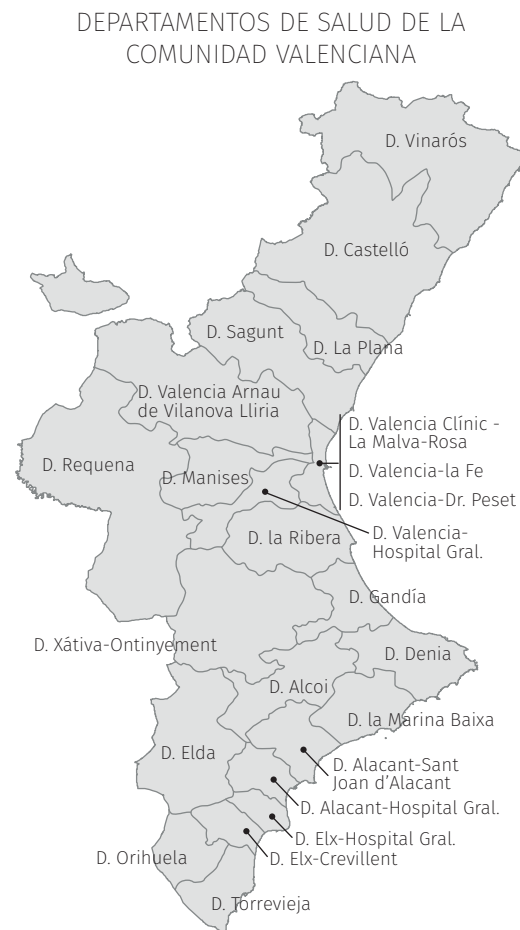 DEPARTAMENTOS DE SALUD DE LA
COMUNIDAD VALENCIANA
D. Vinarós
D. Castelló
D. Sagunt
D. La Plana
D. Valencia Arnau
de Vilanova Lliria
D. Valencia Clínic -
La Malva-Rosa
D. Requena
D. Manises
D. Valencia-la Fe
D. Valencia-Dr. Peset
D. la Ribera
D. Valencia-
Hospital Gral.
D. Gandía
D. Xátiva-Ontinyement
D. Denia
D. Alcoi
D. la Marina Baixa
D. Elda
D. Alacant-Sant
Joan d'Alacant
D. Alacant-Hospital Gral.
D. Elx-Hospital Gral.
D. Orihuela
D. Elx-Crevillent
D. Torrevieja